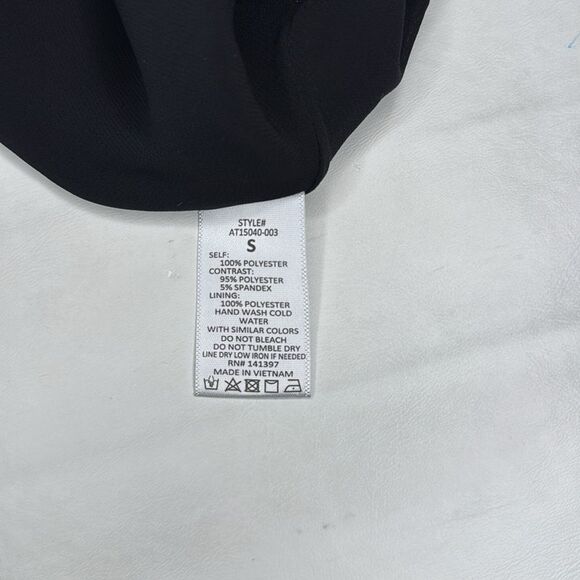 STYLE#
AT15040-003
S
SELF:
100% POLYESTER
CONTRAST:
95% POLYESTER
5% SPANDEX
LINING:
100% POLYESTER
HAND WASH COLD
WATER
WITH SIMILAR COLORS
DO NOT BLEACH
DO NOT TUMBLE DRY
LINE DRY LOW IRON IF NEEDED
RN# 141397
MADE IN VIETNAM